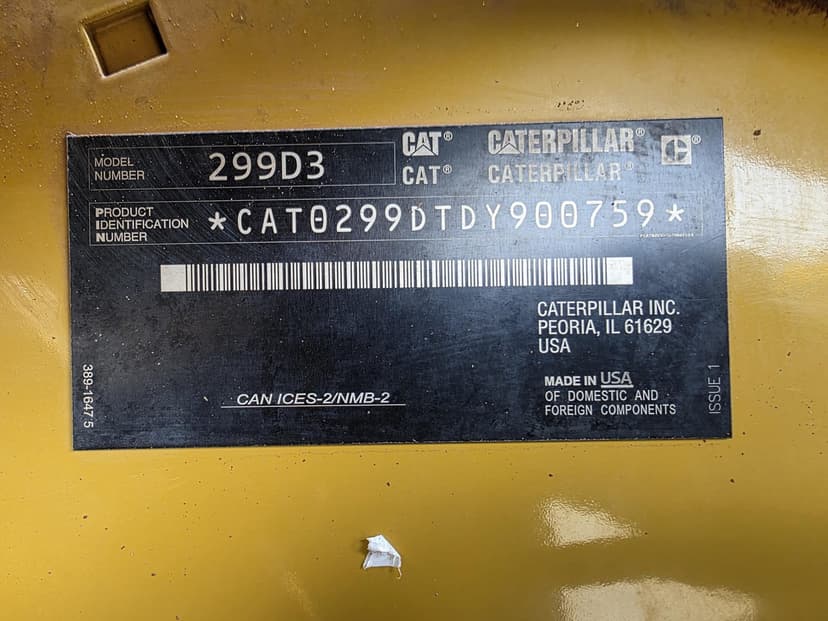 MODEL
NUMBER
299D3
CAT® CATERPILLAR®
CAT® CATERPILLAR®
PRODUCT
IDENTIFICATION
NUMBER
*CAT0299DTDY900759*
CATERPILLAR INC.
PEORIA, IL 61629
USA
MADE IN USA
OF DOMESTIC AND
FOREIGN COMPONENTS
CAN ICES-2/NMB-2
389-1647 5
ISSUE 1